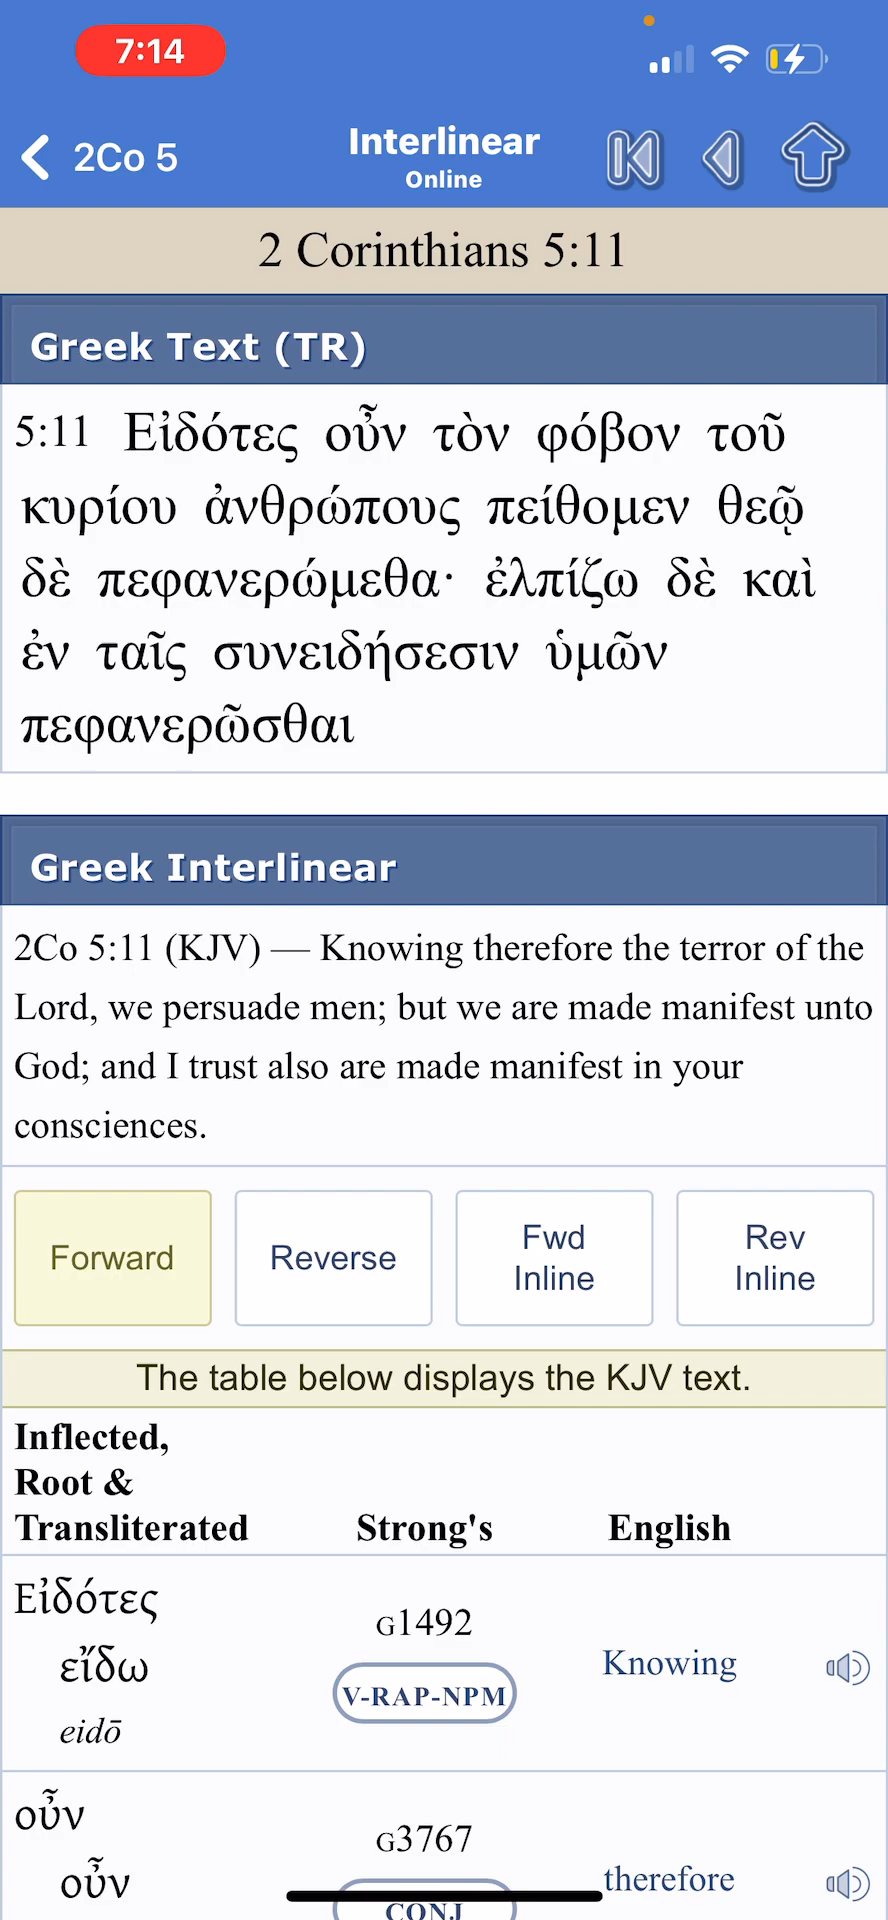 7:14
2Co 5
Interlinear
Online
2 Corinthians 5:11
Greek Text (TR)
5:11 Εἰδότες οὖν τὸν φόβον τοῦ
κυρίου ἀνθρώπους πείθομεν θεῷ
δὲ πεφανερώμεθα· ἐλπίζω δὲ καὶ
ἐν ταῖς συνειδήσεσιν ὑμῶν
πεφανερῶσθαι
Greek Interlinear
2Co 5:11 (KJV) — Knowing therefore the terror of the
Lord, we persuade men; but we are made manifest unto
God; and I trust also are made manifest in your
consciences.
Forward
Reverse
Fwd
Inline
Rev
Inline
The table below displays the KJV text.
Inflected,
Root &
Transliterated
Strong's
English
Εἰδότες
εἴδω
eidō
G1492
V-RAP-NPM
Knowing
οὖν
οὖν
G3767
CONJ
therefore